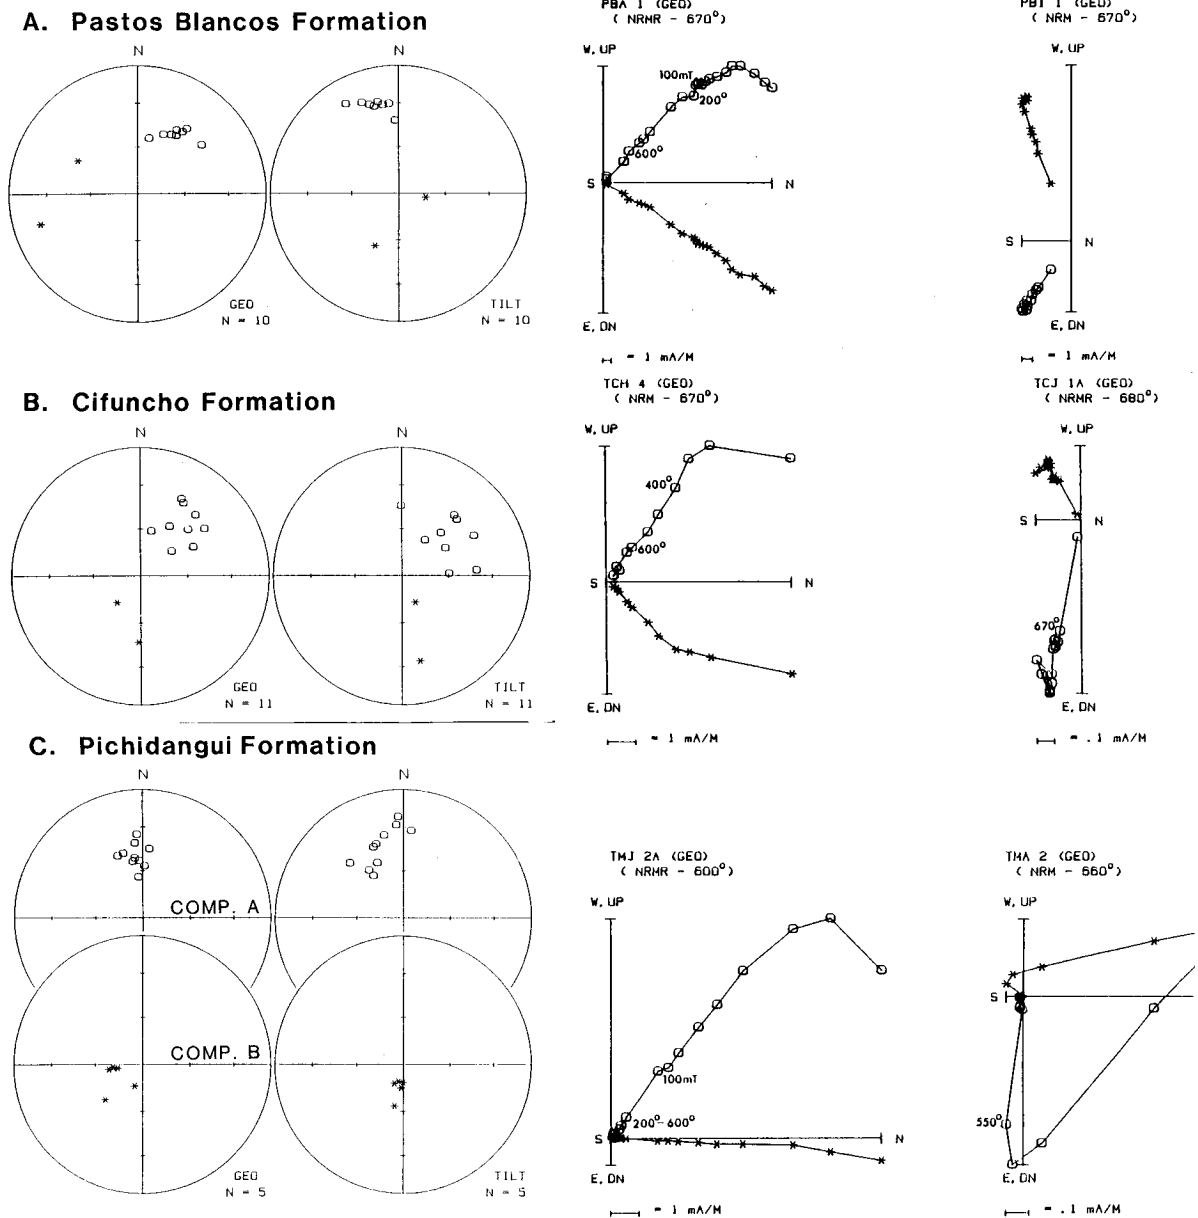 A. Pastos Blancos Formation
N
N
GEO
N = 10
TILT
N = 10
PBA 1 (GEO)
( NRMR - 670°)
W, UP
100mT
200°
600°
S
N
E, DN
= 1 mA/M
PBI 1 (GEO)
( NRM - 670°)
W, UP
S
N
E, DN
= 1 mA/M
B. Cifuncho Formation
N
N
GEO
N = 11
TILT
N = 11
TCH 4 (GEO)
( NRM - 670°)
W, UP
400°
600°
S
N
E, DN
= 1 mA/M
TCJ 1A (GEO)
( NRMR - 680°)
W, UP
S
N
670°
E, DN
= .1 mA/M
C. Pichidangui Formation
N
N
COMP. A
COMP. B
GEO
N = 5
TILT
N = 5
TMJ 2A (GEO)
( NRMR - 600°)
W, UP
100mT
200°-600°
S
N
E, DN
= 1 mA/M
TMA 2 (GEO)
( NRM - 660°)
W, UP
S
550°
E, DN
= .1 mA/M